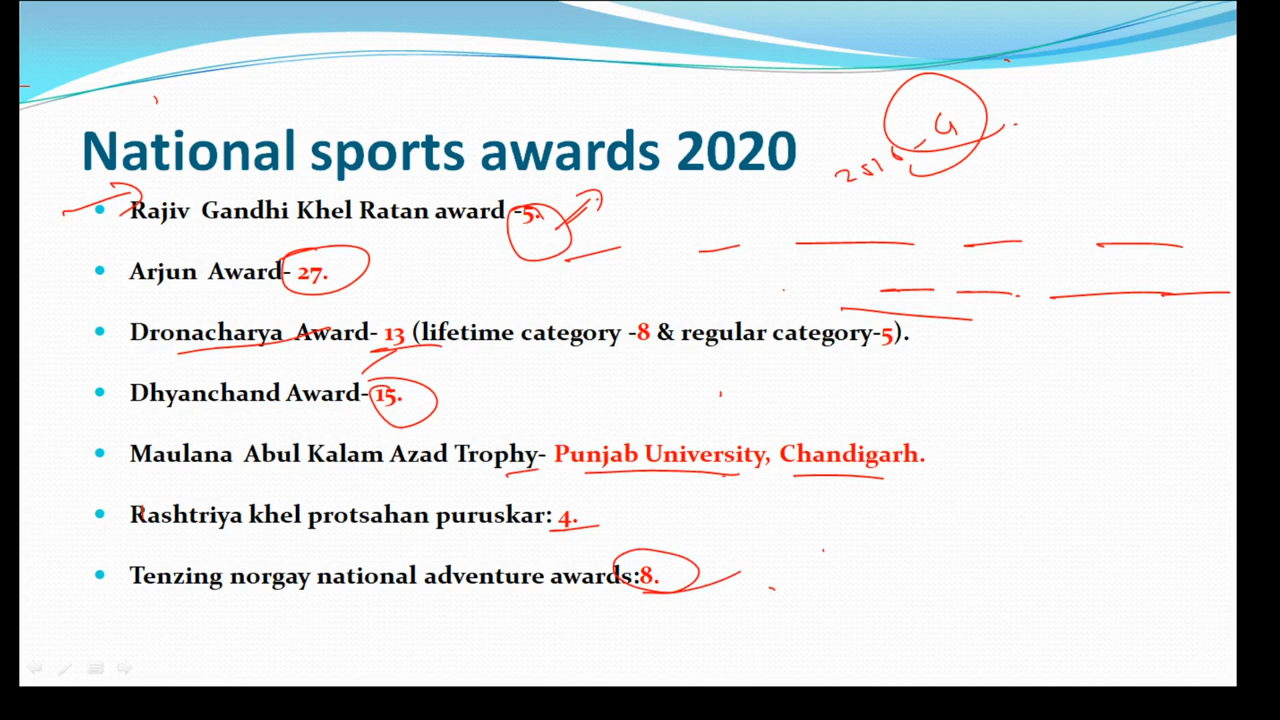 National sports awards 2020
Rajiv Gandhi Khel Ratan award -5.
Arjun Award- 27.
Dronacharya Award- 13 (lifetime category -8 & regular category-5).
Dhyanchand Award-15.
Maulana Abul Kalam Azad Trophy- Punjab University, Chandigarh.
Rashtriya khel protsahan puruskar: 4.
Tenzing norgay national adventure awards:8.